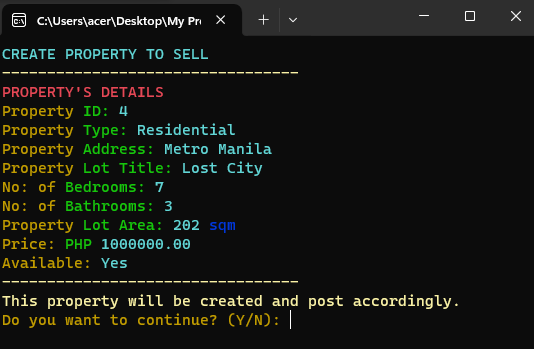 C:\Users\acer\Desktop\My Pr
CREATE PROPERTY TO SELL
---------------------------------
PROPERTY'S DETAILS
Property ID: 4
Property Type: Residential
Property Address: Metro Manila
Property Lot Title: Lost City
No: of Bedrooms: 7
No: of Bathrooms: 3
Property Lot Area: 202 sqm
Price: PHP 1000000.00
Available: Yes
---------------------------------
This property will be created and post accordingly.
Do you want to continue? (Y/N):